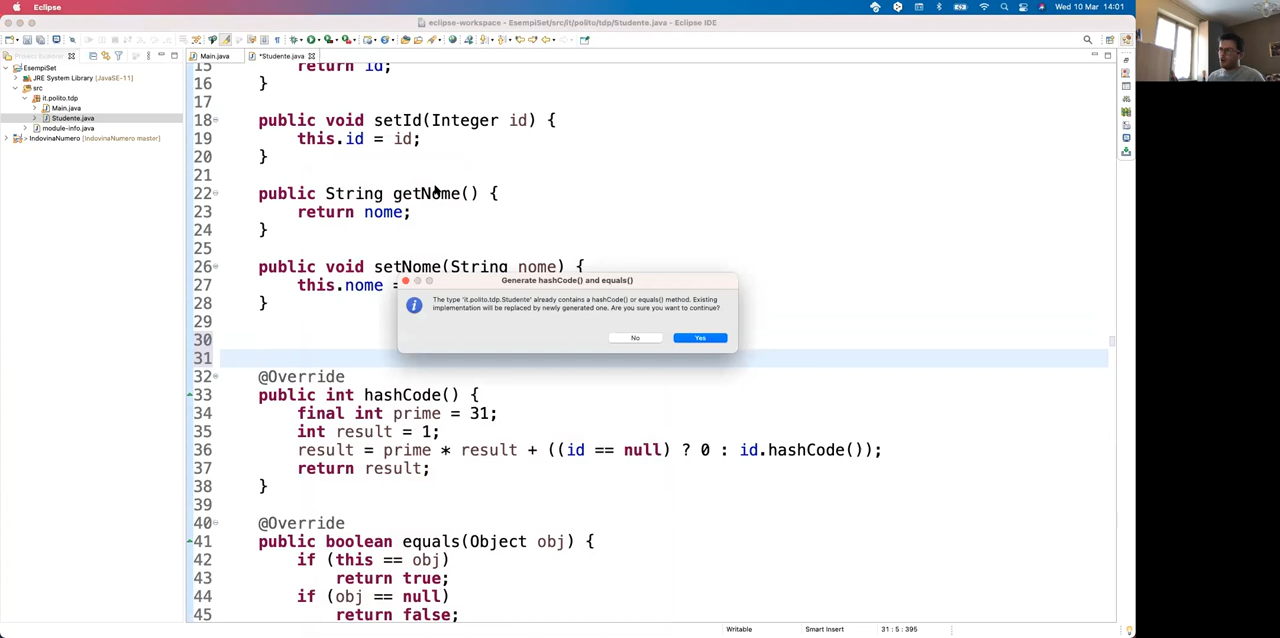 Eclipse
Wed 10 Mar 14:01
eclipse-workspace - EsempiSet/src/it/polito/tdp/Studente.java - Eclipse IDE
Project Explorer
Main.java
*Studente.java
EsempiSet
JRE System Library [JavaSE-11]
src
it.polito.tdp
Main.java
Studente.java
module-info.java
IndovinaNumero [IndovinaNumero master]
15 return id;
16 }
17
18 public void setId(Integer id) {
19 this.id = id;
20 }
21
22 public String getNome() {
23 return nome;
24 }
25
26 public void setNome(String nome) {
27 this.nome =
28 }
29
30
31
32 @Override
33 public int hashCode() {
34 final int prime = 31;
35 int result = 1;
36 result = prime * result + ((id == null) ? 0 : id.hashCode());
37 return result;
38 }
39
40 @Override
41 public boolean equals(Object obj) {
42 if (this == obj)
43 return true;
44 if (obj == null)
45 return false;
Generate hashCode() and equals()
The type 'it.polito.tdp.Studente' already contains a hashCode() or equals() method. Existing
implementation will be replaced by newly generated one. Are you sure you want to continue?
No
Yes
Writable
Smart Insert
31 : 5 : 395